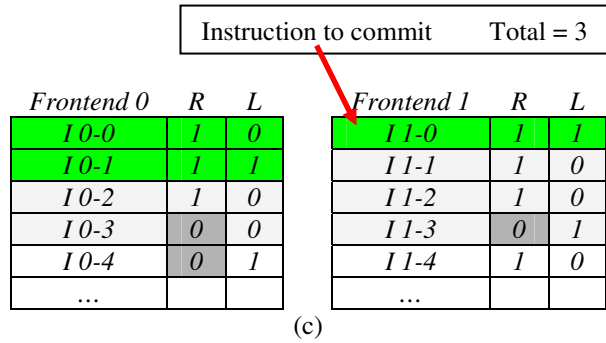 Instruction to commit Total = 3
Frontend 0 R L Frontend 1 R L
I 0-0 1 0 I 1-0 1 1
I 0-1 1 1 I 1-1 1 0
I 0-2 1 0 I 1-2 1 0
I 0-3 0 0 I 1-3 0 1
I 0-4 0 1 I 1-4 1 0
... ...
(c)